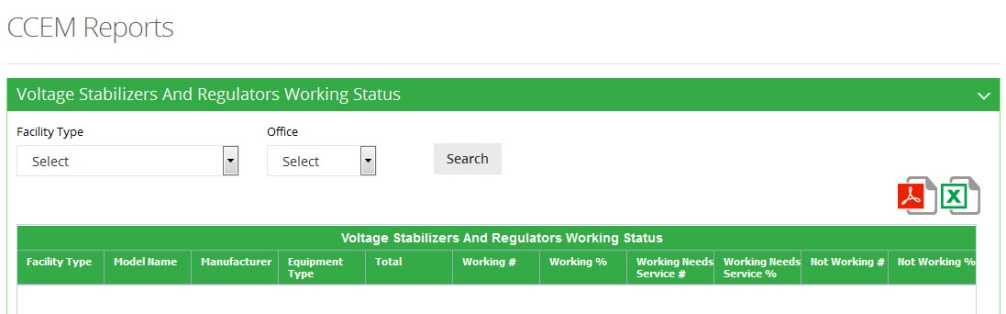 CCEM Reports
Voltage Stabilizers And Regulators Working Status
Facility Type
Office
Select
Select
Search
Voltage Stabilizers And Regulators Working Status
Facility Type
Model Name
Manufacturer
Equipment
Type
Total
Working #
Working %
Working Needs
Service #
Working Needs
Service %
Not Working #
Not Working %